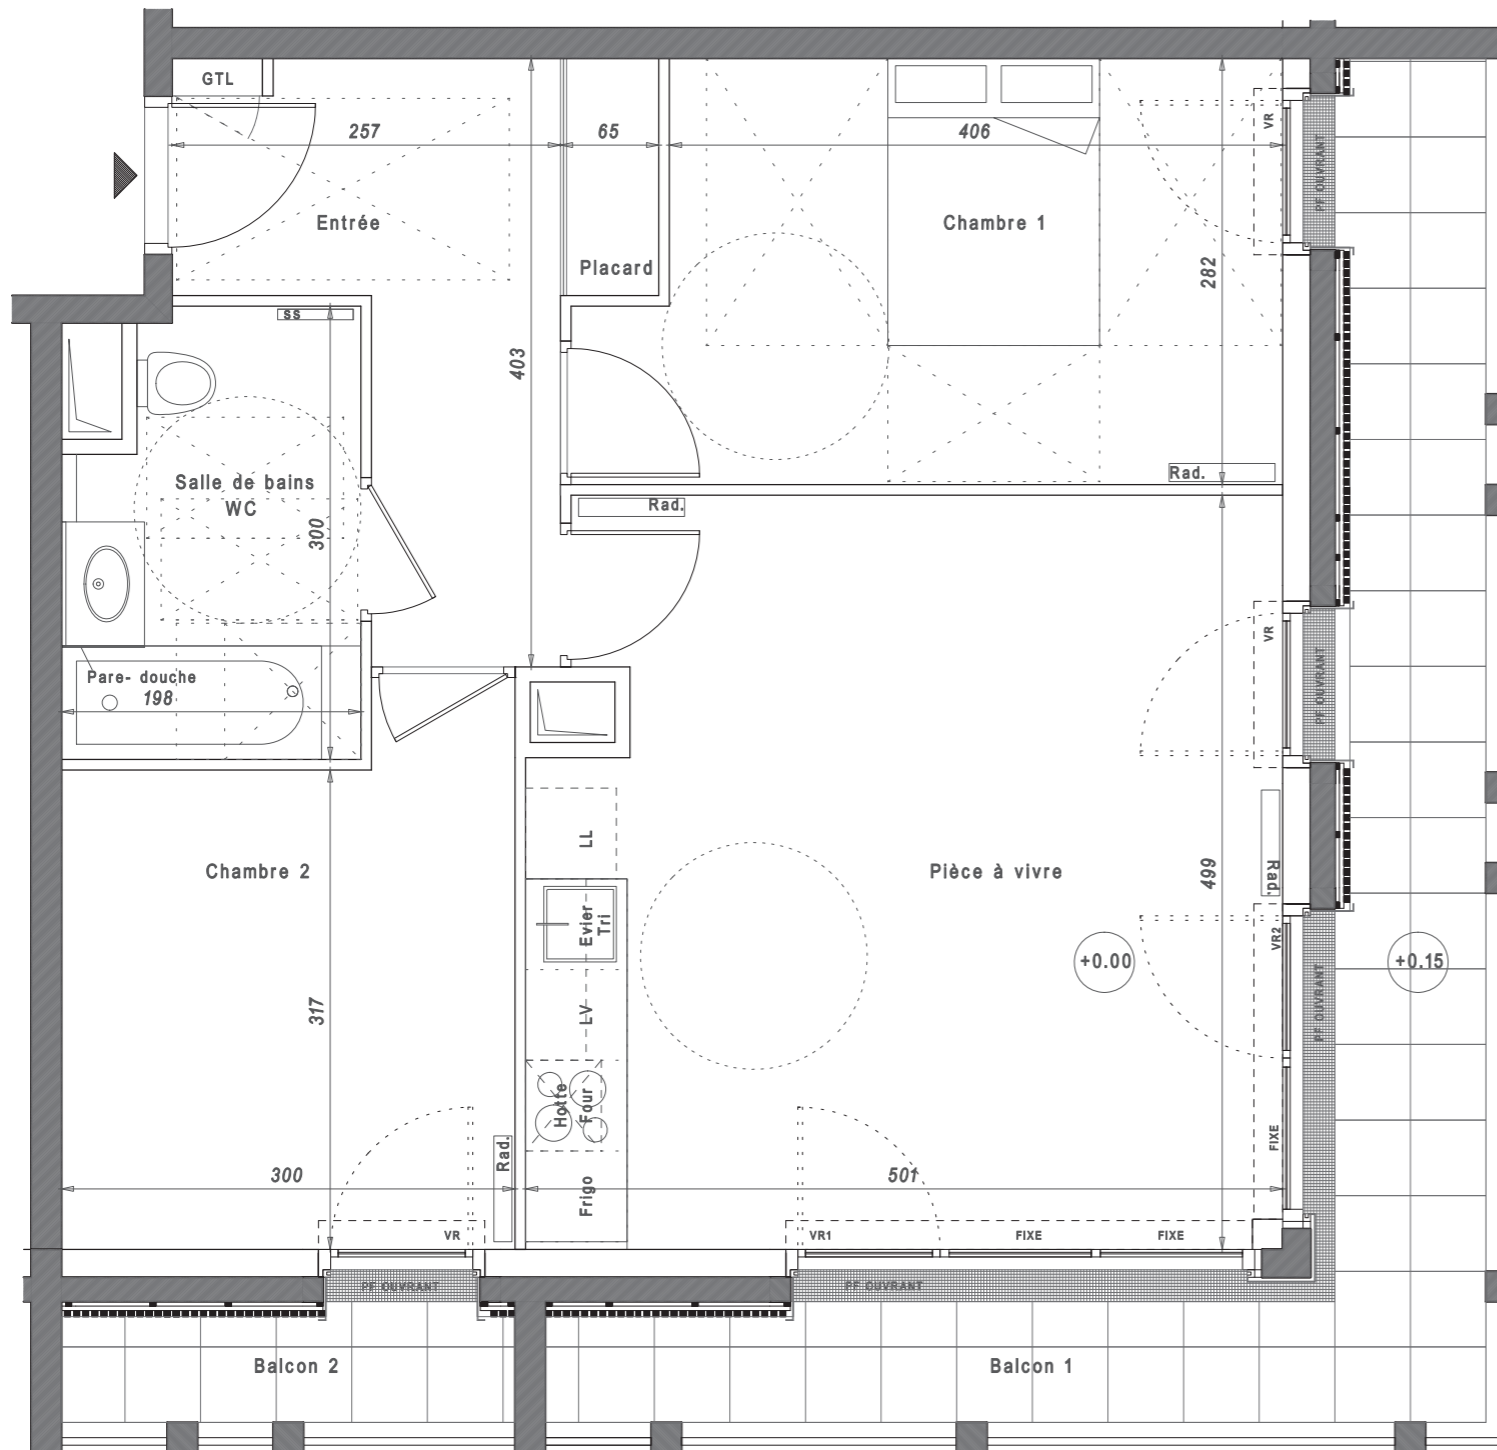 GTL
257
65
406
VR
PF OUVRANT
Entrée
Chambre 1
Placard
282
SS
403
Salle de bains
WC
300
Rad.
Rad.
VR
PF OUVRANT
Pare- douche
198
LL
Chambre 2
Pièce à vivre
499
Rad.
Evier
Tri
VR2
+0.00
+0.15
317
LV
PF OUVRANT
Hotte
Four
FIXE
Rad.
300
501
Frigo
VR
VR1
FIXE
FIXE
PF OUVRANT
PF OUVRANT
Balcon 2
Balcon 1